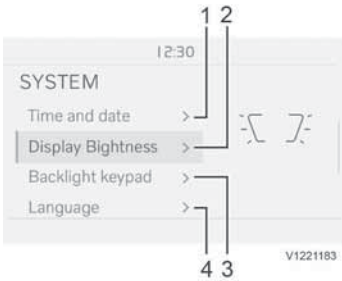 1 2
12:30
SYSTEM
Time and date >
Display Bightness >
Backlight keypad >
Language >
V1221183
4 3